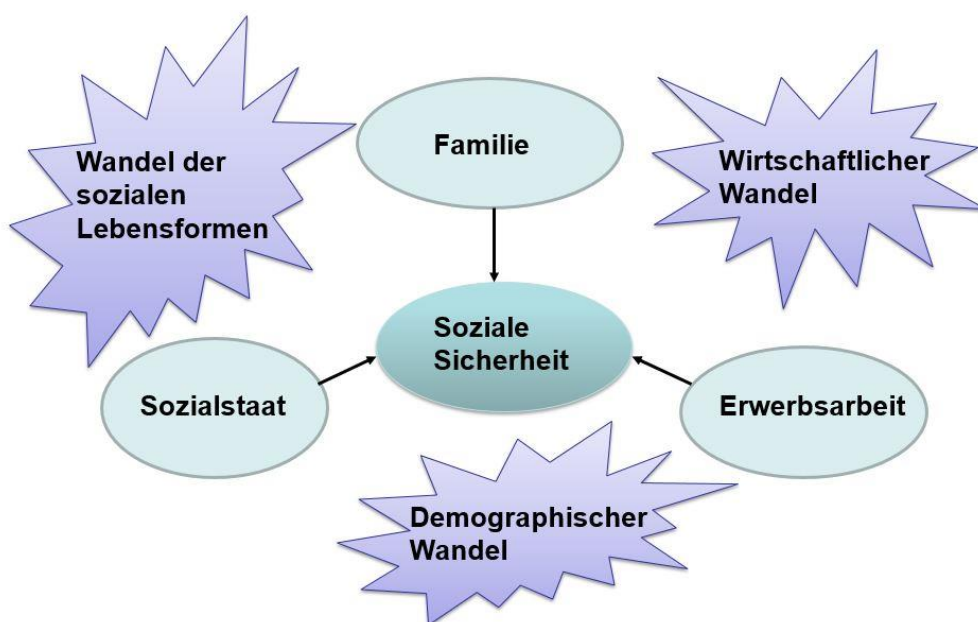 Familie
Wandel der
sozialen
Lebensformen
Wirtschaftlicher
Wandel
Soziale
Sicherheit
Sozialstaat
Erwerbsarbeit
Demographischer
Wandel